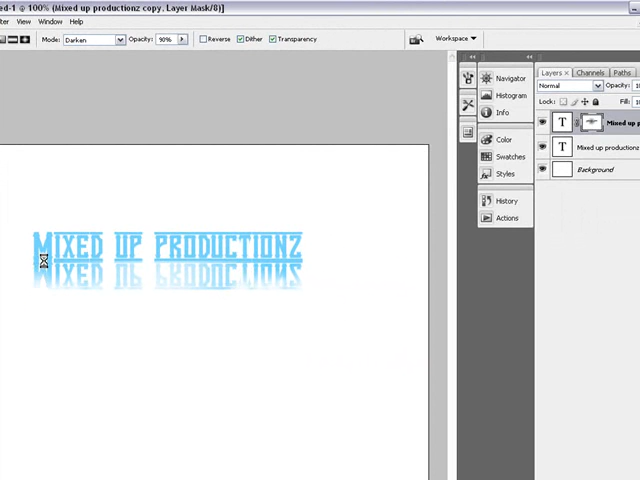 ed-1 @ 100% (Mixed up productionz copy, Layer Mask/8)]
ter View Window Help
Mode: Darken Opacity: 90% Reverse Dither Transparency Workspace
Layers × Channels Paths
Navigator
Normal Opacity: 10
Histogram
Lock: Fill: 10
Info
T Mixed up p
Color
T Mixed up productionz
Swatches
Background
Styles
History
Actions
Mixed up productionz